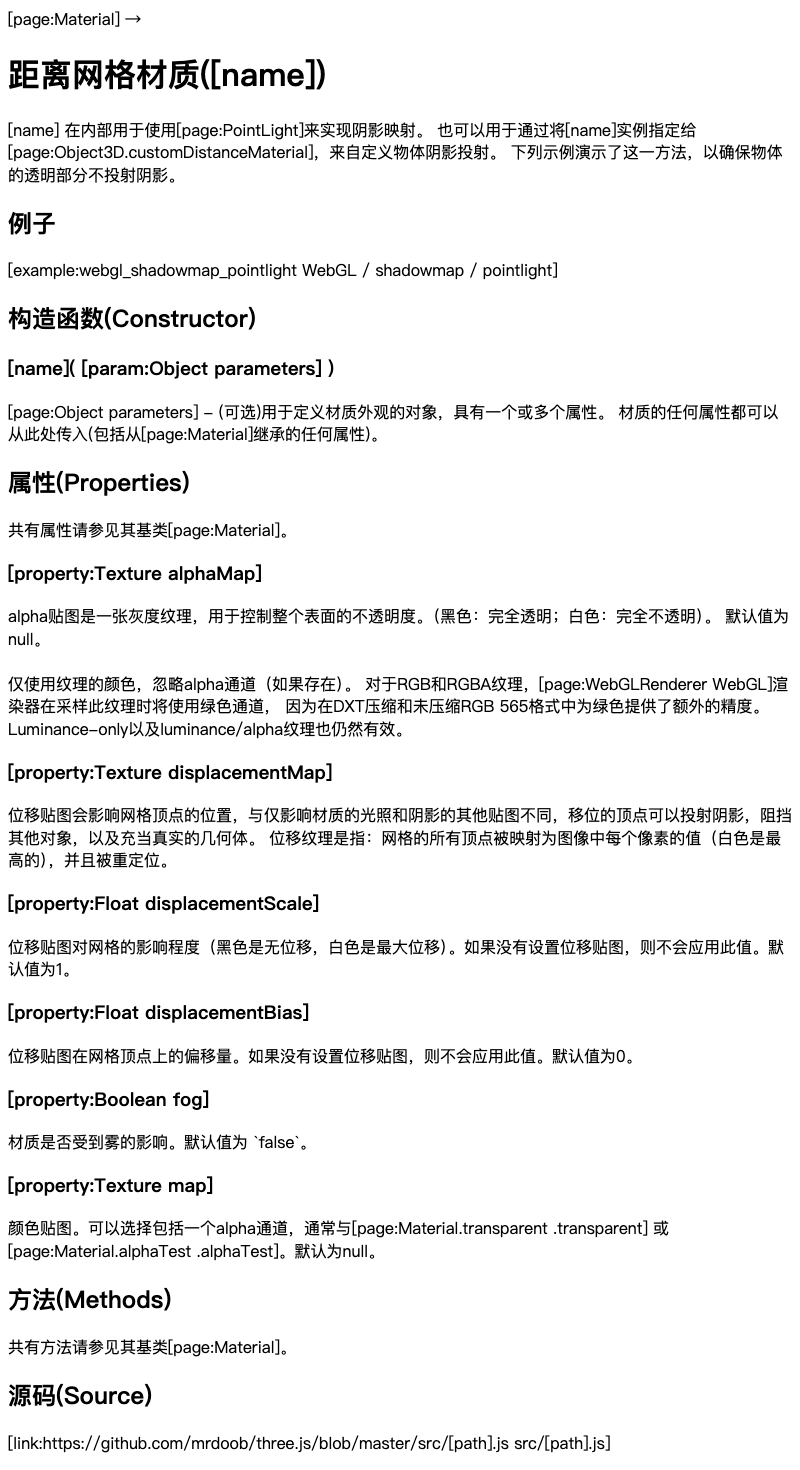 [page:Material] →
距离网格材质([name])
[name] 在内部用于使用[page:PointLight]来实现阴影映射。 也可以用于通过将[name]实例指定给
[page:Object3D.customDistanceMaterial]，来自定义物体阴影投射。 下列示例演示了这一方法，以确保物体
的透明部分不投射阴影。
例子
[example:webgl_shadowmap_pointlight WebGL / shadowmap / pointlight]
构造函数(Constructor)
[name]( [param:Object parameters] )
[page:Object parameters] - (可选)用于定义材质外观的对象，具有一个或多个属性。 材质的任何属性都可以
从此处传入(包括从[page:Material]继承的任何属性)。
属性(Properties)
共有属性请参见其基类[page:Material]。
[property:Texture alphaMap]
alpha贴图是一张灰度纹理，用于控制整个表面的不透明度。（黑色：完全透明；白色：完全不透明）。 默认值为
null。
仅使用纹理的颜色，忽略alpha通道（如果存在）。 对于RGB和RGBA纹理，[page:WebGLRenderer WebGL]渲
染器在采样此纹理时将使用绿色通道， 因为在DXT压缩和未压缩RGB 565格式中为绿色提供了额外的精度。
Luminance-only以及luminance/alpha纹理也仍然有效。
[property:Texture displacementMap]
位移贴图会影响网格顶点的位置，与仅影响材质的光照和阴影的其他贴图不同，移位的顶点可以投射阴影，阻挡
其他对象，以及充当真实的几何体。 位移纹理是指：网格的所有顶点被映射为图像中每个像素的值（白色是最
高的），并且被重定位。
[property:Float displacementScale]
位移贴图对网格的影响程度（黑色是无位移，白色是最大位移）。如果没有设置位移贴图，则不会应用此值。默
认值为1。
[property:Float displacementBias]
位移贴图在网格顶点上的偏移量。如果没有设置位移贴图，则不会应用此值。默认值为0。
[property:Boolean fog]
材质是否受到雾的影响。默认值为 `false`。
[property:Texture map]
颜色贴图。可以选择包括一个alpha通道，通常与[page:Material.transparent .transparent] 或
[page:Material.alphaTest .alphaTest]。默认为null。
方法(Methods)
共有方法请参见其基类[page:Material]。
源码(Source)
[link:https://github.com/mrdoob/three.js/blob/master/src/[path].js src/[path].js]